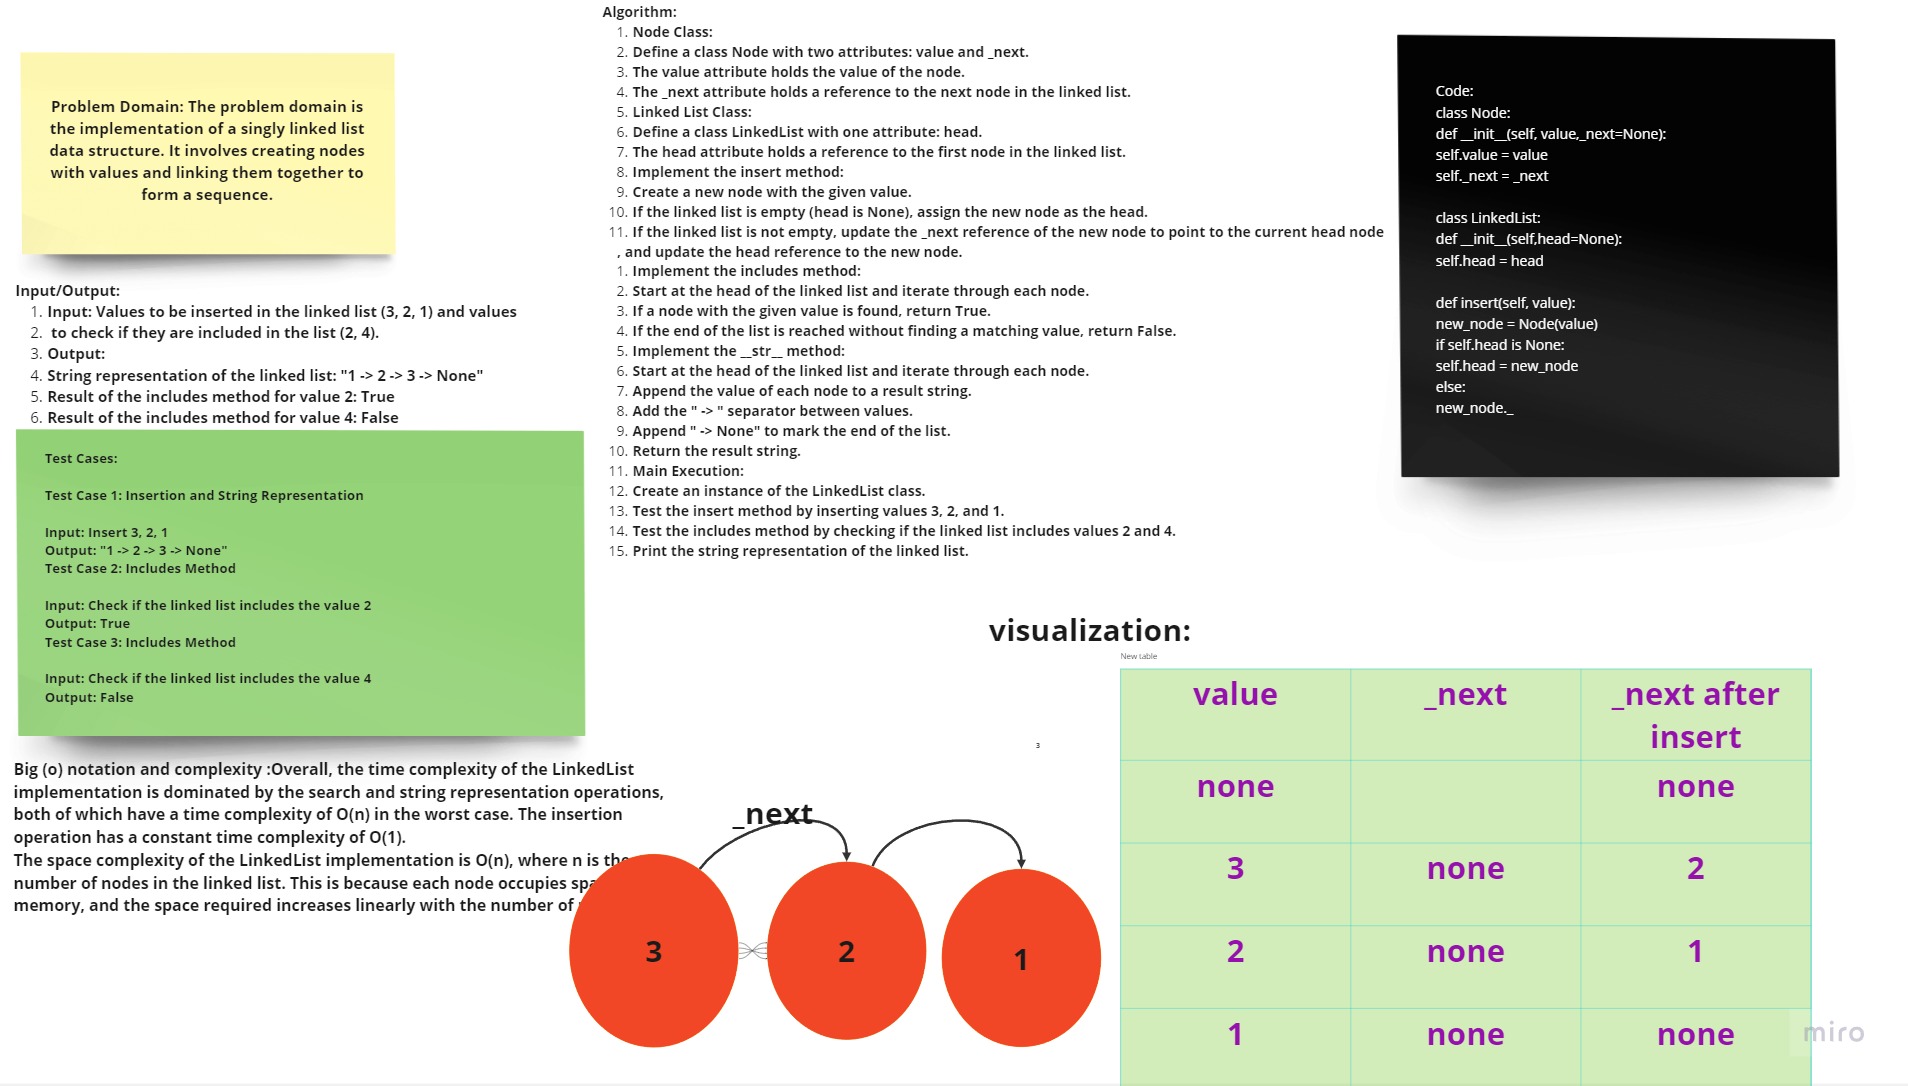 Problem Domain: The problem domain is
the implementation of a singly linked list
data structure. It involves creating nodes
with values and linking them together to
form a sequence.
Input/Output:
1. Input: Values to be inserted in the linked list (3, 2, 1) and values
2. to check if they are included in the list (2, 4).
3. Output:
4. String representation of the linked list: "1 -> 2 -> 3 -> None"
5. Result of the includes method for value 2: True
6. Result of the includes method for value 4: False
Test Cases:
Test Case 1: Insertion and String Representation
Input: Insert 3, 2, 1
Output: "1 -> 2 -> 3 -> None"
Test Case 2: Includes Method
Input: Check if the linked list includes the value 2
Output: True
Test Case 3: Includes Method
Input: Check if the linked list includes the value 4
Output: False
Big (o) notation and complexity :Overall, the time complexity of the LinkedList
implementation is dominated by the search and string representation operations,
both of which have a time complexity of O(n) in the worst case. The insertion
operation has a constant time complexity of O(1).
The space complexity of the LinkedList implementation is O(n), where n is the
number of nodes in the linked list. This is because each node occupies
memory, and the space required increases linearly with the number of
Algorithm:
1. Node Class:
2. Define a class Node with two attributes: value and _next.
3. The value attribute holds the value of the node.
4. The _next attribute holds a reference to the next node in the linked list.
5. Linked List Class:
6. Define a class LinkedList with one attribute: head.
7. The head attribute holds a reference to the first node in the linked list.
8. Implement the insert method:
9. Create a new node with the given value.
10. If the linked list is empty (head is None), assign the new node as the head.
11. If the linked list is not empty, update the _next reference of the new node to point to the current head node
, and update the head reference to the new node.
1. Implement the includes method:
2. Start at the head of the linked list and iterate through each node.
3. If a node with the given value is found, return True.
4. If the end of the list is reached without finding a matching value, return False.
5. Implement the __str__ method:
6. Start at the head of the linked list and iterate through each node.
7. Append the value of each node to a result string.
8. Add the " -> " separator between values.
9. Append " -> None" to mark the end of the list.
10. Return the result string.
11. Main Execution:
12. Create an instance of the LinkedList class.
13. Test the insert method by inserting values 3, 2, and 1.
14. Test the includes method by checking if the linked list includes values 2 and 4.
15. Print the string representation of the linked list.
Code:
class Node:
def __init__(self, value,_next=None):
self.value = value
self._next = _next
class LinkedList:
def __init__(self,head=None):
self.head = head
def insert(self, value):
new_node = Node(value)
if self.head is None:
self.head = new_node
else:
new_node._
visualization:
New table
3
_next
3 2 1
value _next _next after
insert
none none
3 none 2
2 none 1
1 none none
miro